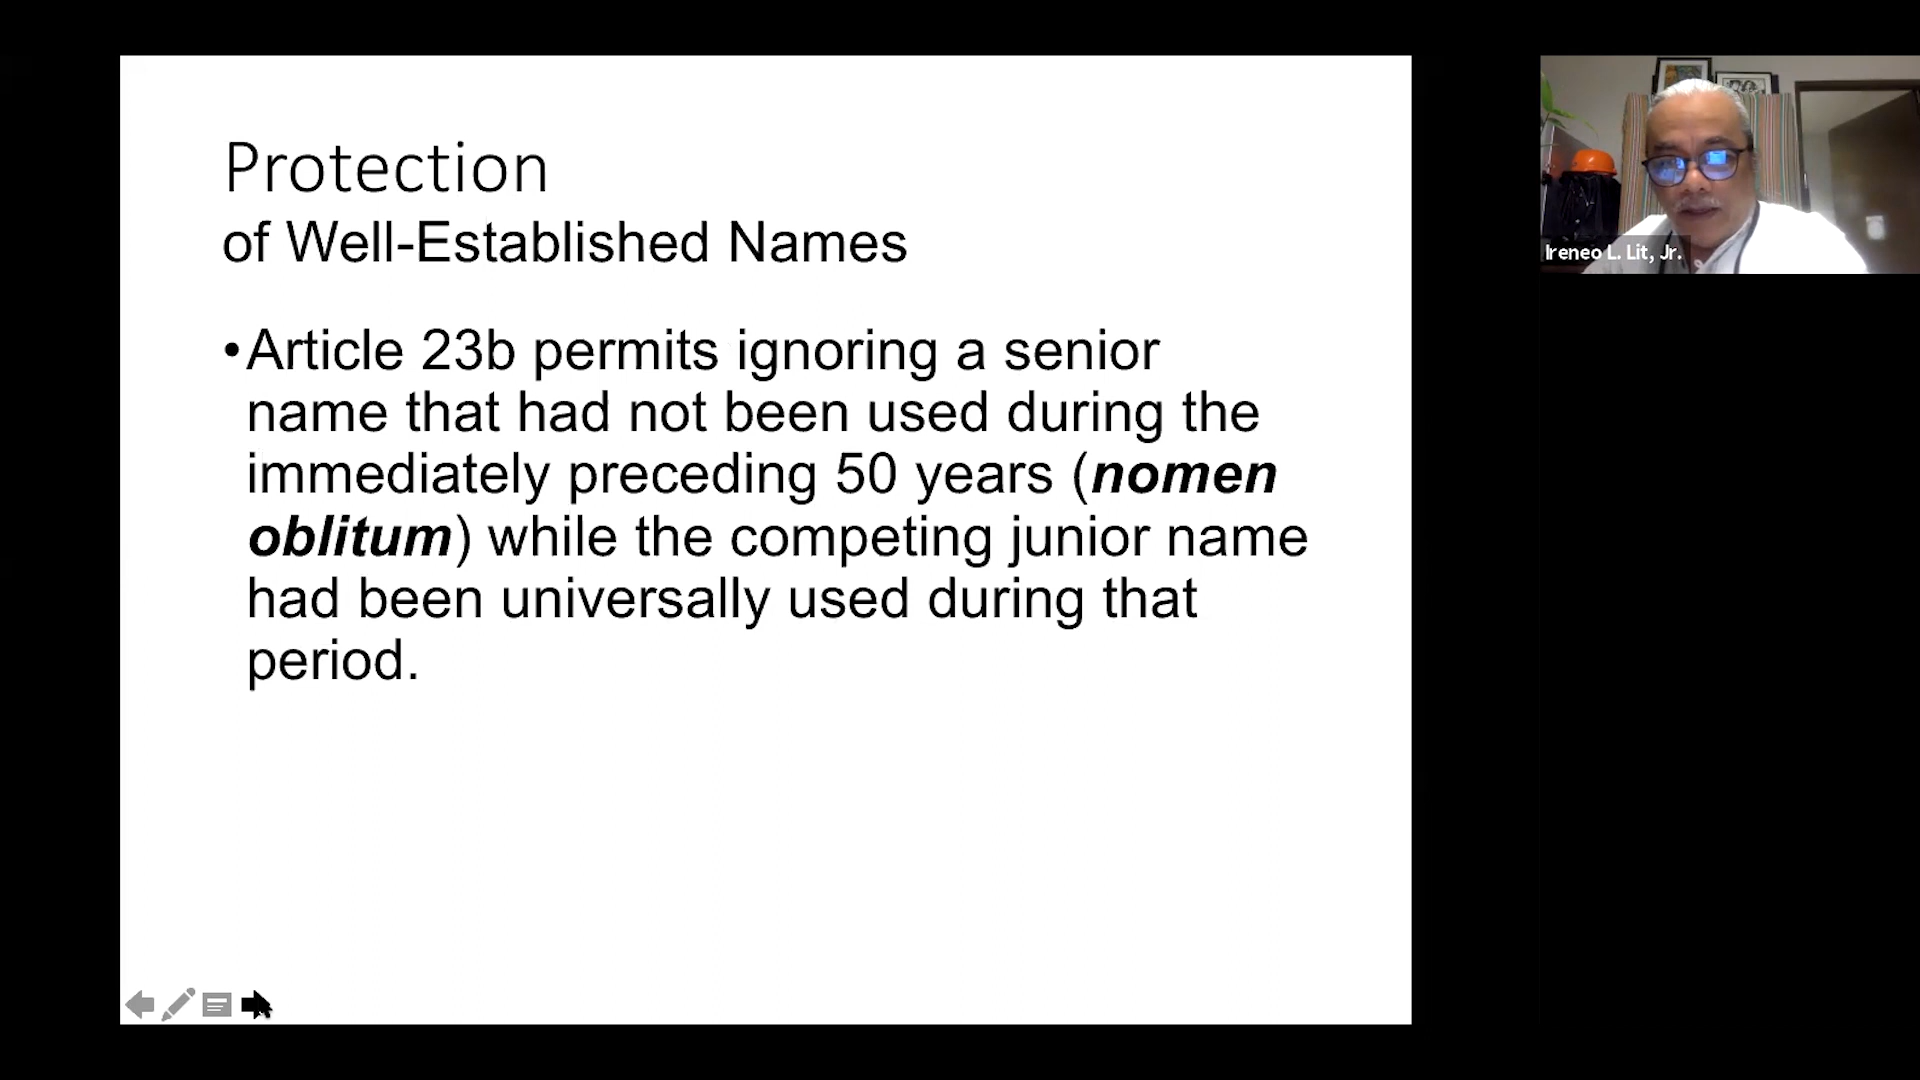 Protection
of Well-Established Names
•Article 23b permits ignoring a senior
name that had not been used during the
immediately preceding 50 years (nomen
oblitum) while the competing junior name
had been universally used during that
period.
Ireneo L. Lit, Jr.